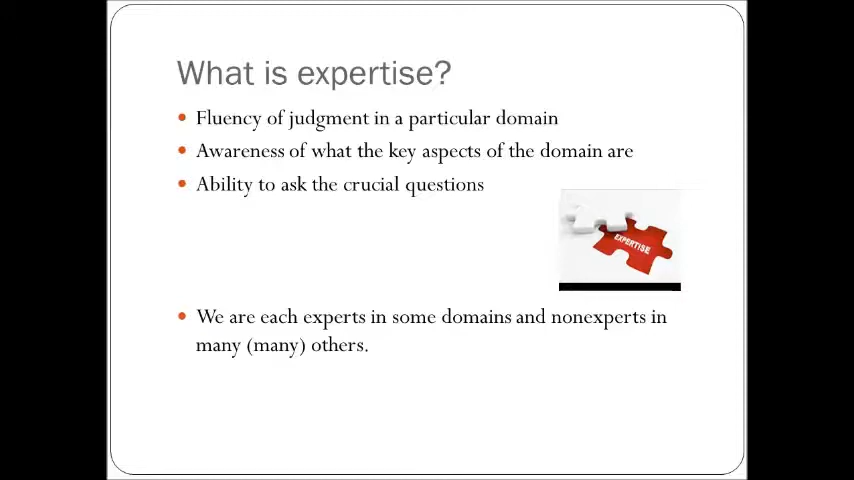 What is expertise?
Fluency of judgment in a particular domain
Awareness of what the key aspects of the domain are
Ability to ask the crucial questions
EXPERTISE
We are each experts in some domains and nonexperts in
many (many) others.